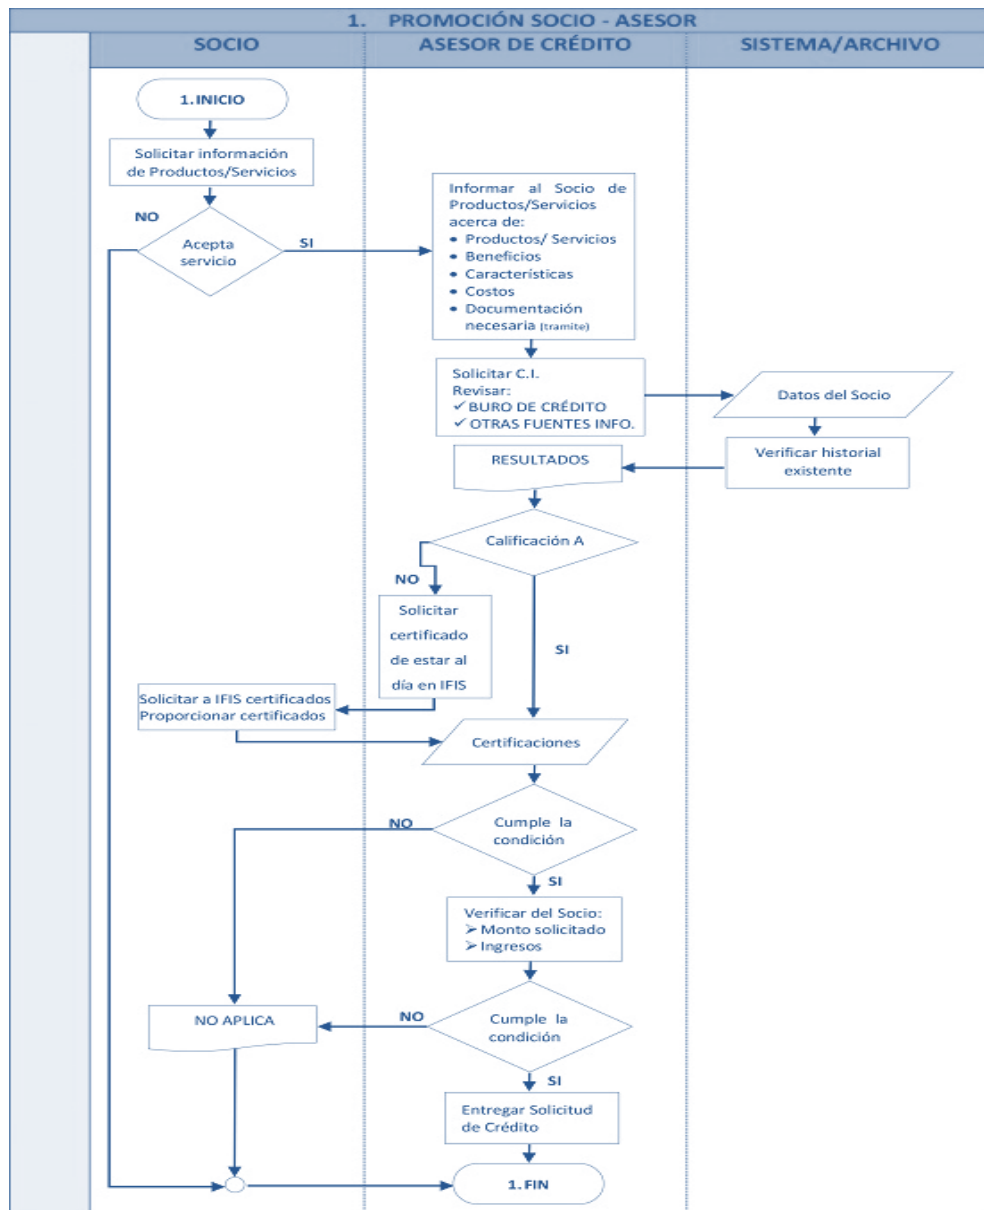 1. PROMOCIÓN SOCIO - ASESOR
SOCIO
ASESOR DE CRÉDITO
SISTEMA/ARCHIVO
1. INICIO
Solicitar información
de Productos/Servicios
NO
Acepta
servicio
SI
Informar al Socio de
Productos/Servicios
acerca de:
• Productos/ Servicios
• Beneficios
• Características
• Costos
• Documentación
necesaria (tramite)
Solicitar C.I.
Revisar:
✓ BURO DE CRÉDITO
✓ OTRAS FUENTES INFO.
Datos del Socio
Verificar historial
existente
RESULTADOS
Calificación A
NO
SI
Solicitar
certificado
de estar al
día en IFIS
Solicitar a IFIS certificados
Proporcionar certificados
Certificaciones
Cumple la
condición
NO
SI
Verificar del Socio:
➢ Monto solicitado
➢ Ingresos
Cumple la
condición
NO
NO APLICA
SI
Entregar Solicitud
de Crédito
1. FIN